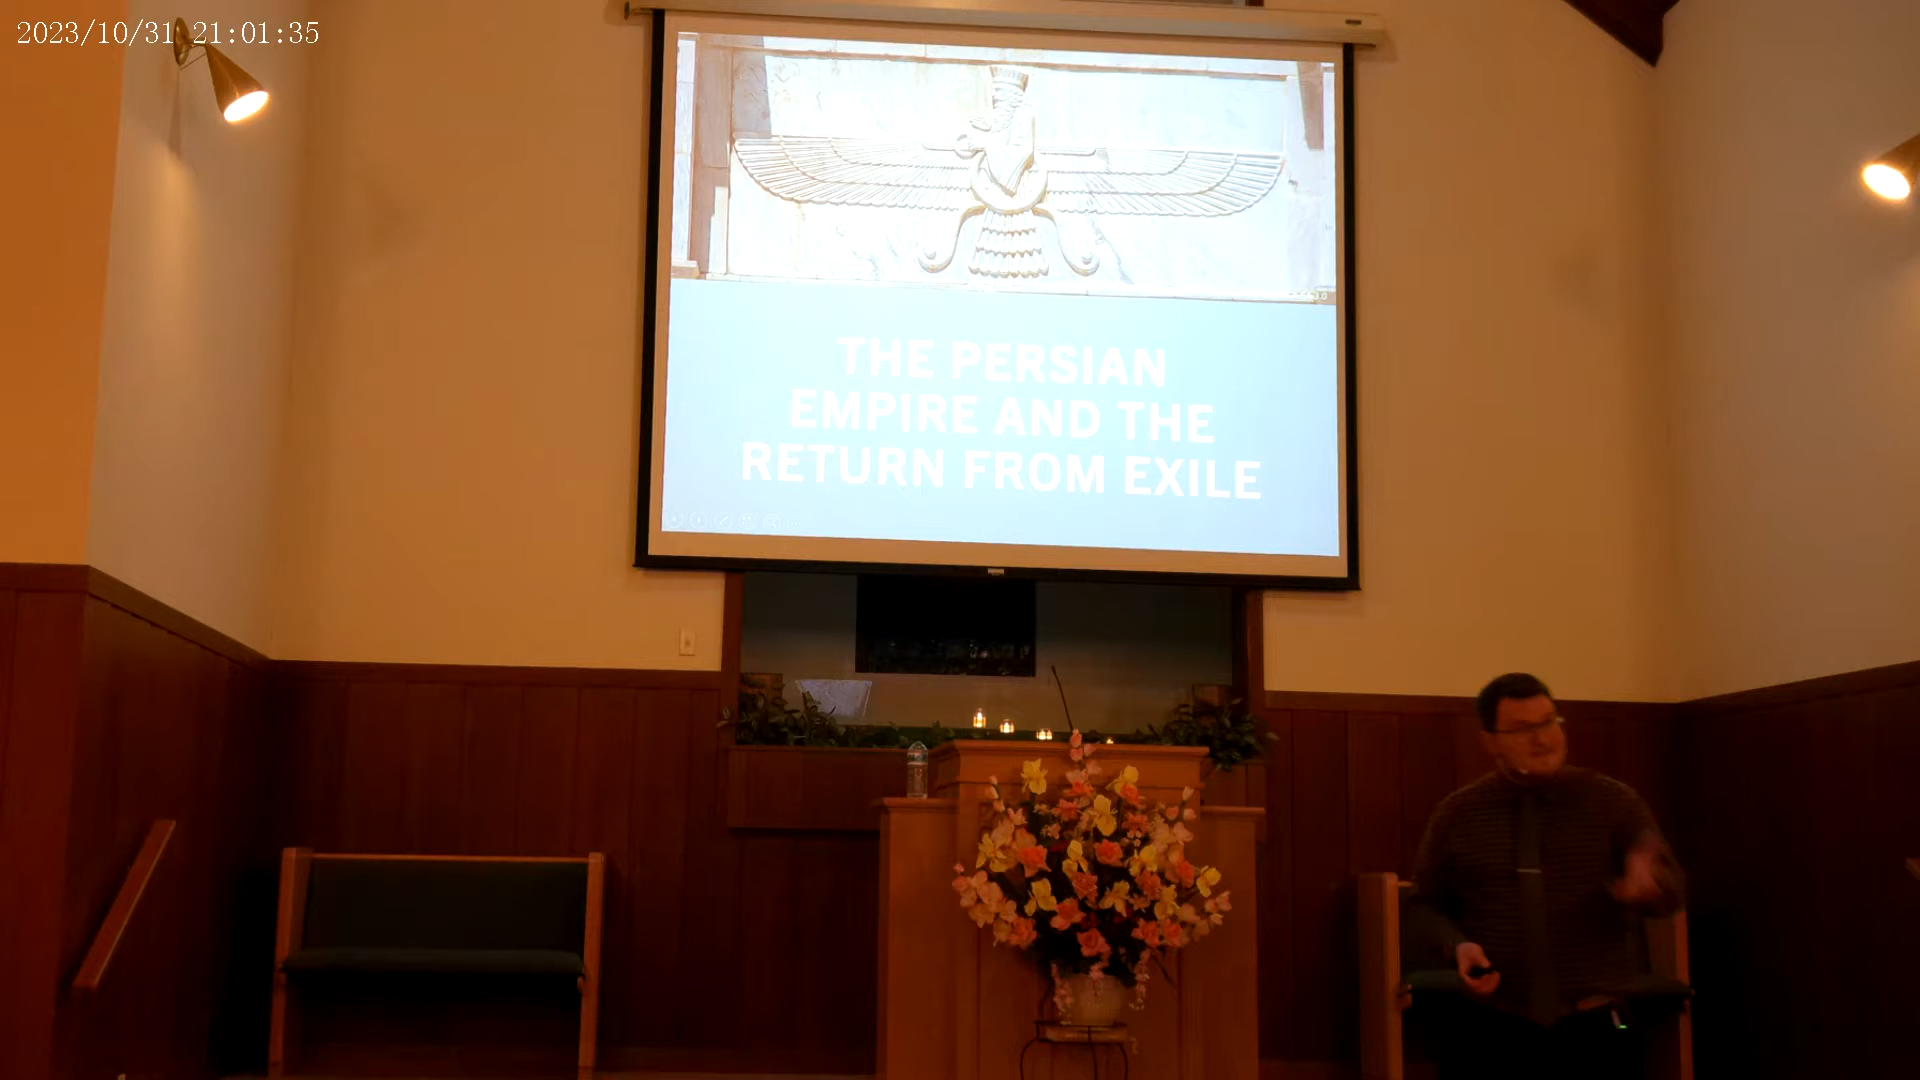 2023/10/31 21:01:35
THE PERSIAN
EMPIRE AND THE
RETURN FROM EXILE